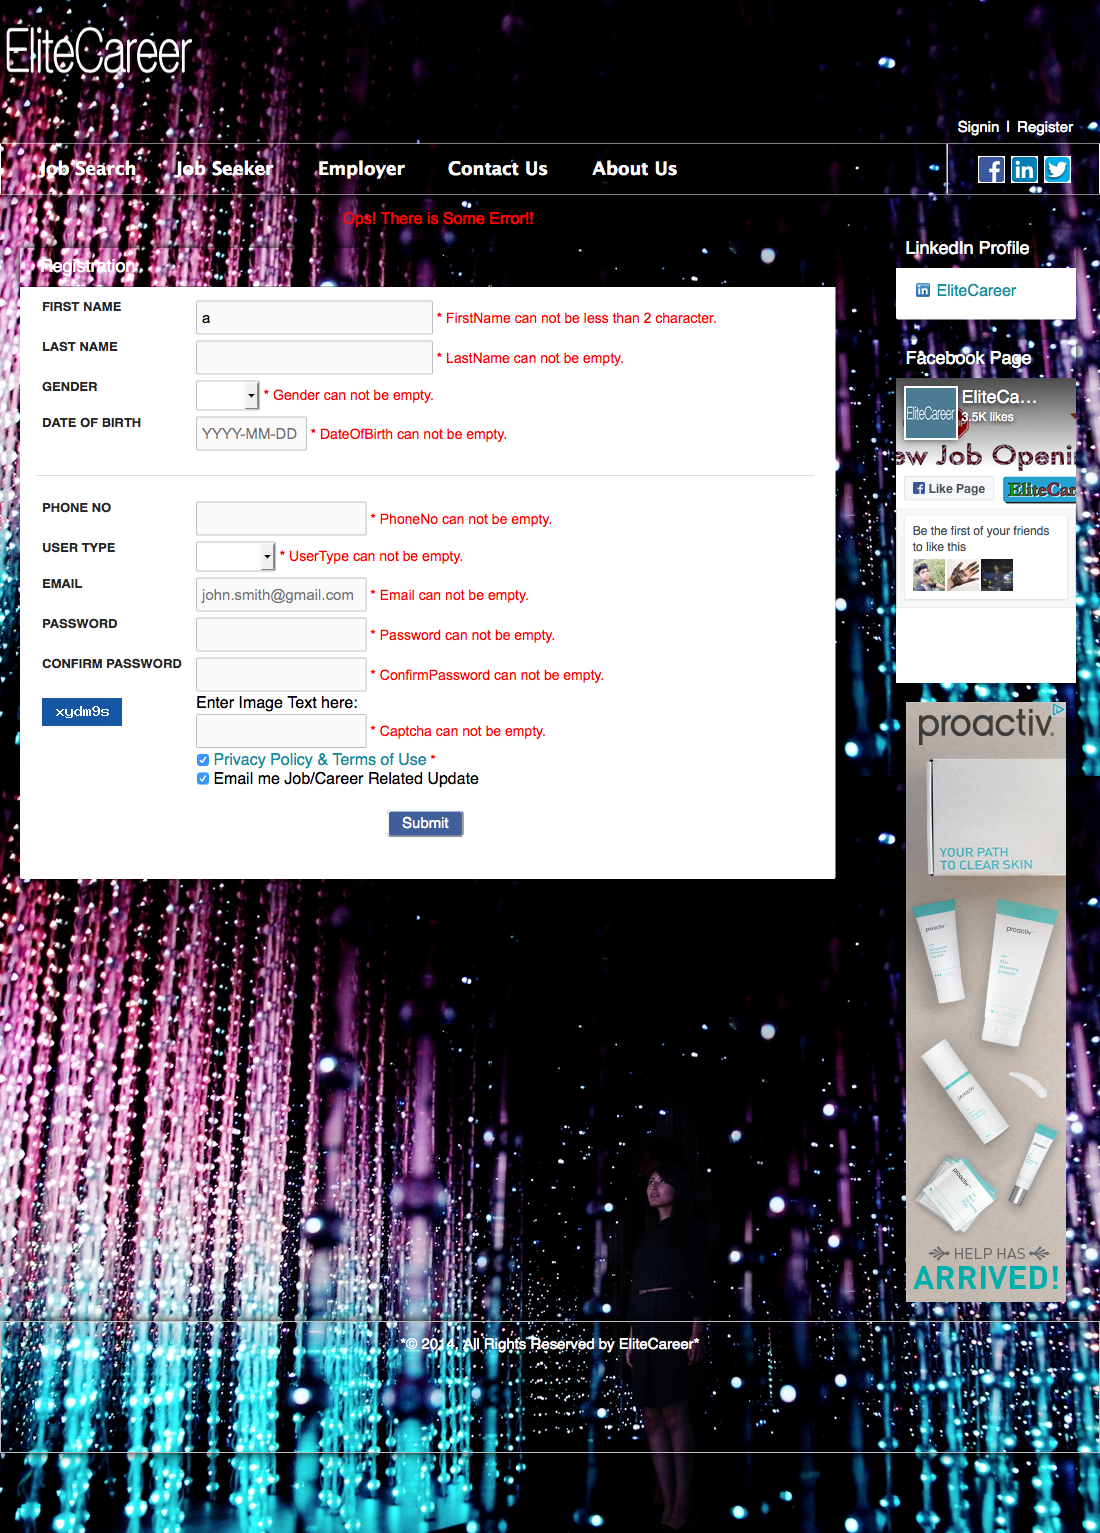 EliteCareer
Signin | Register
Job Search Job Seeker Employer Contact Us About Us
Ops! There is Some Error!!
Registration
FIRST NAME a * FirstName can not be less than 2 character.
LAST NAME * LastName can not be empty.
GENDER * Gender can not be empty.
DATE OF BIRTH YYYY-MM-DD * DateOfBirth can not be empty.
PHONE NO * PhoneNo can not be empty.
USER TYPE * UserType can not be empty.
EMAIL john.smith@gmail.com * Email can not be empty.
PASSWORD * Password can not be empty.
CONFIRM PASSWORD * ConfirmPassword can not be empty.
xydm9s Enter Image Text here:
* Captcha can not be empty.
Privacy Policy & Terms of Use *
Email me Job/Career Related Update
Submit
LinkedIn Profile
EliteCareer
Facebook Page
EliteCareer
EliteCa...
3.5K likes
ew Job Openi
Like Page
EliteCar
Be the first of your friends
to like this
proactiv.
YOUR PATH
TO CLEAR SKIN
proactiv
proactiv
proactiv
proactiv
proactiv
HELP HAS
ARRIVED!
*© 2014, All Rights Reserved by EliteCareer*